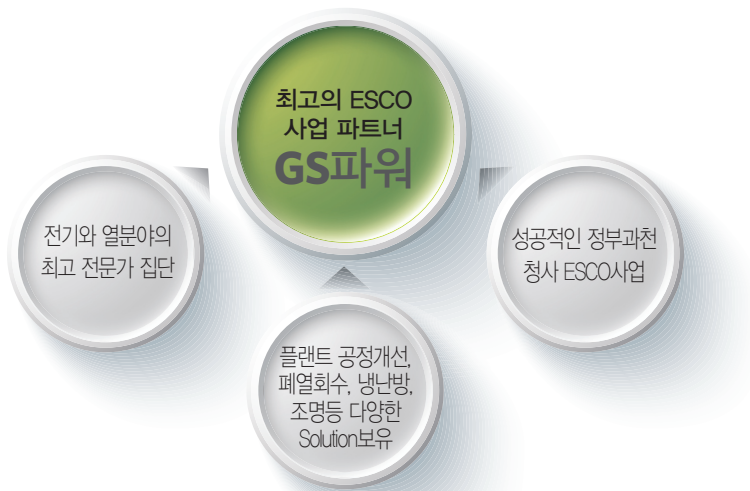 최고의 ESCO
사업 파트너
GS파워
전기와 열분야의
최고 전문가 집단
성공적인 정부과천
청사 ESCO사업
플랜트 공정개선,
폐열회수, 냉난방,
조명등 다양한
Solution보유